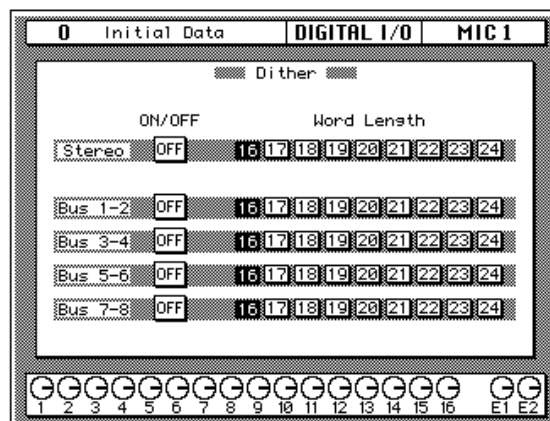 0 Initial Data DIGITAL I/O MIC 1
Dither
ON/OFF Word Length
Stereo OFF 16 17 18 19 20 21 22 23 24
Bus 1-2 OFF 16 17 18 19 20 21 22 23 24
Bus 3-4 OFF 16 17 18 19 20 21 22 23 24
Bus 5-6 OFF 16 17 18 19 20 21 22 23 24
Bus 7-8 OFF 16 17 18 19 20 21 22 23 24
1 2 3 4 5 6 7 8 9 10 11 12 13 14 15 16 E1 E2